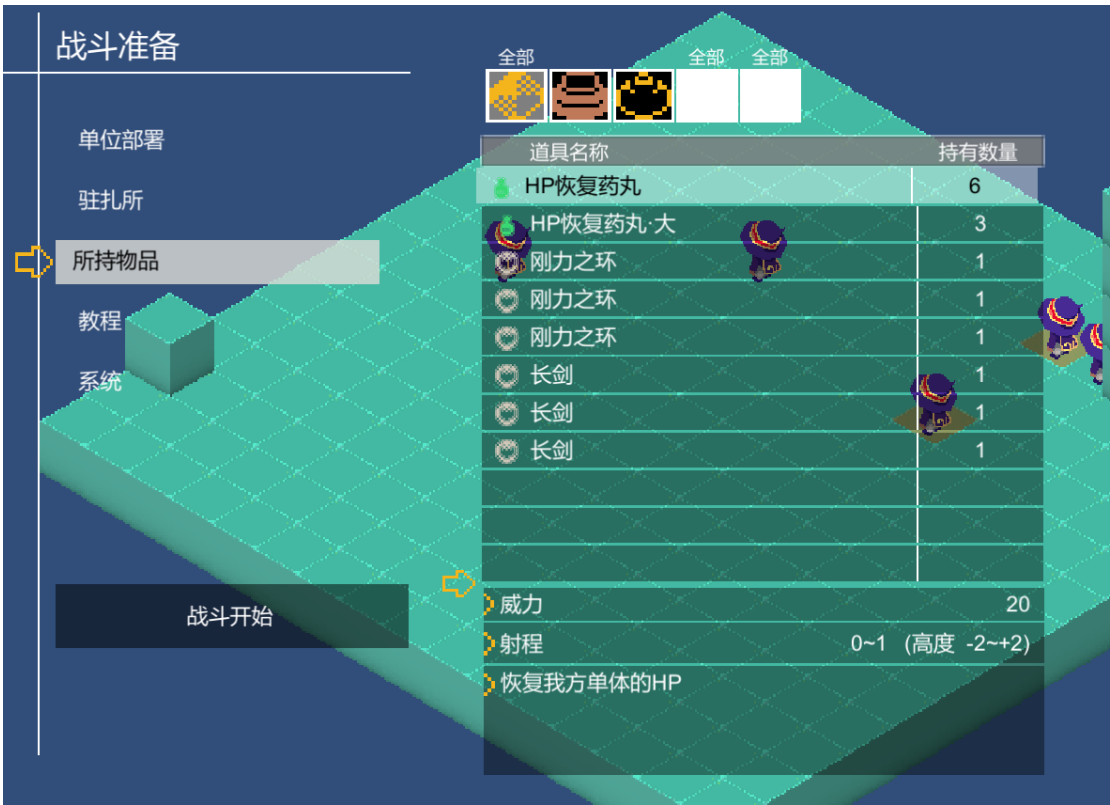 战斗准备
单位部署
驻扎所
所持物品
教程
系统
战斗开始
全部 全部 全部
道具名称 持有数量
HP恢复药丸 6
HP恢复药丸·大 3
刚力之环 1
刚力之环 1
刚力之环 1
长剑 1
长剑 1
长剑 1
威力 20
射程 0~1 (高度 -2~+2)
恢复我方单体的HP